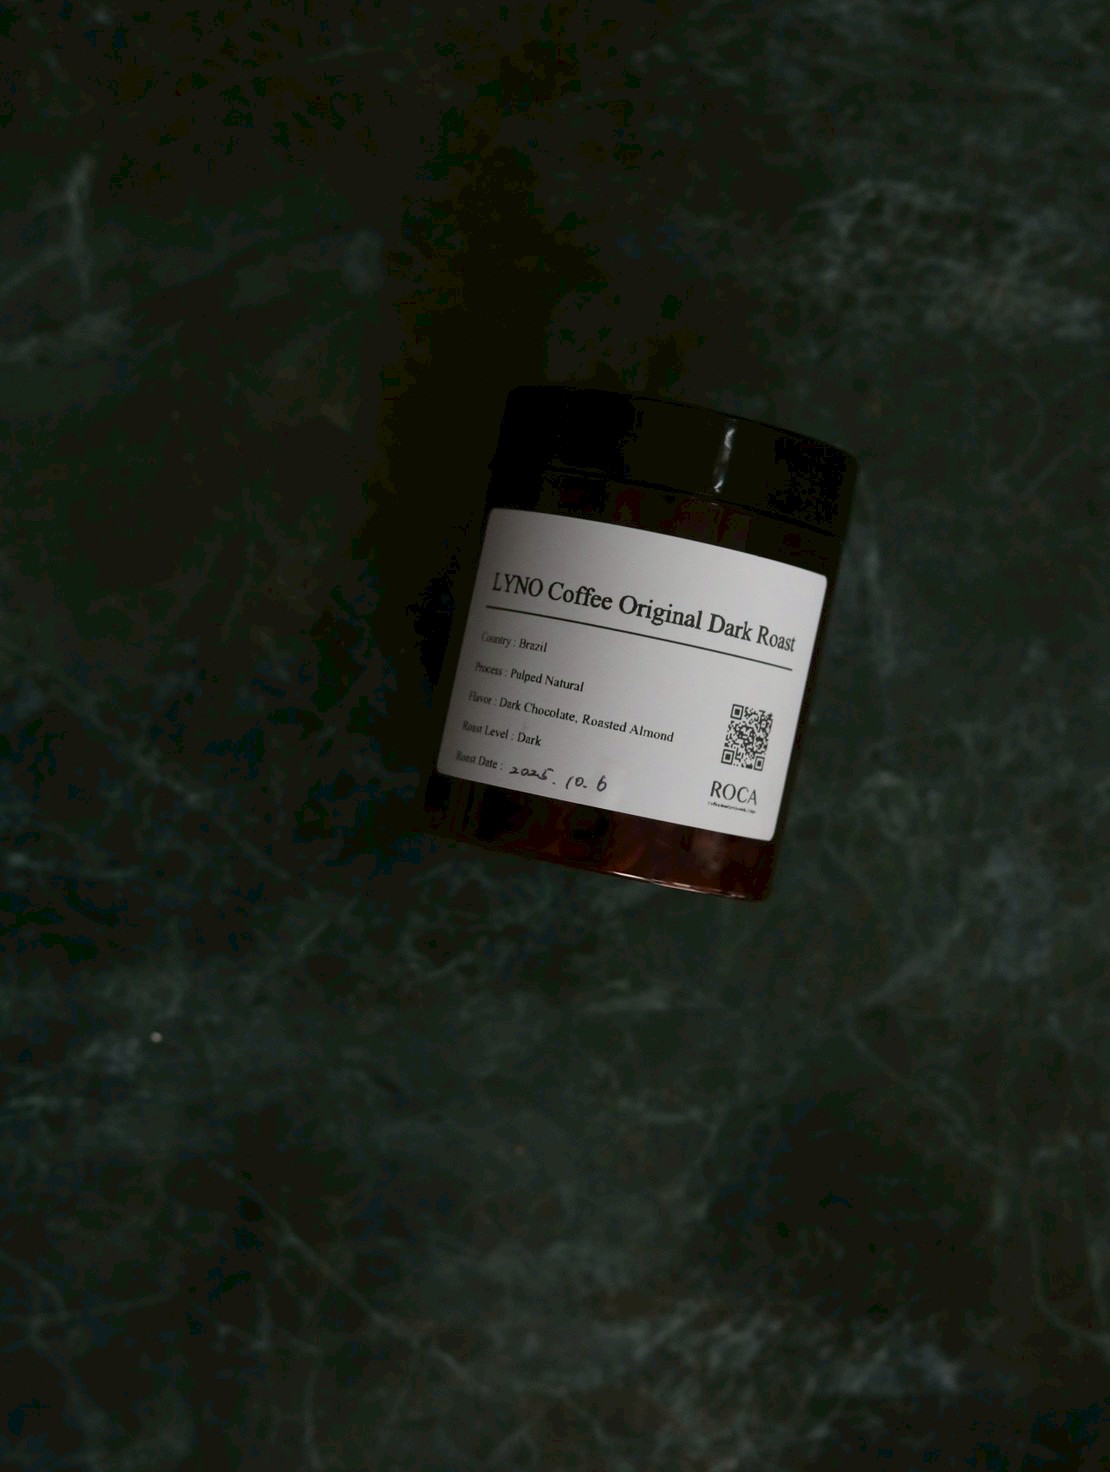 LYNO Coffee Original Dark Roast
Country : Brazil
Process : Pulped Natural
Flavor : Dark Chocolate, Roasted Almond
Roast Level : Dark
Roast Date : 2025. 10. 6
ROCA